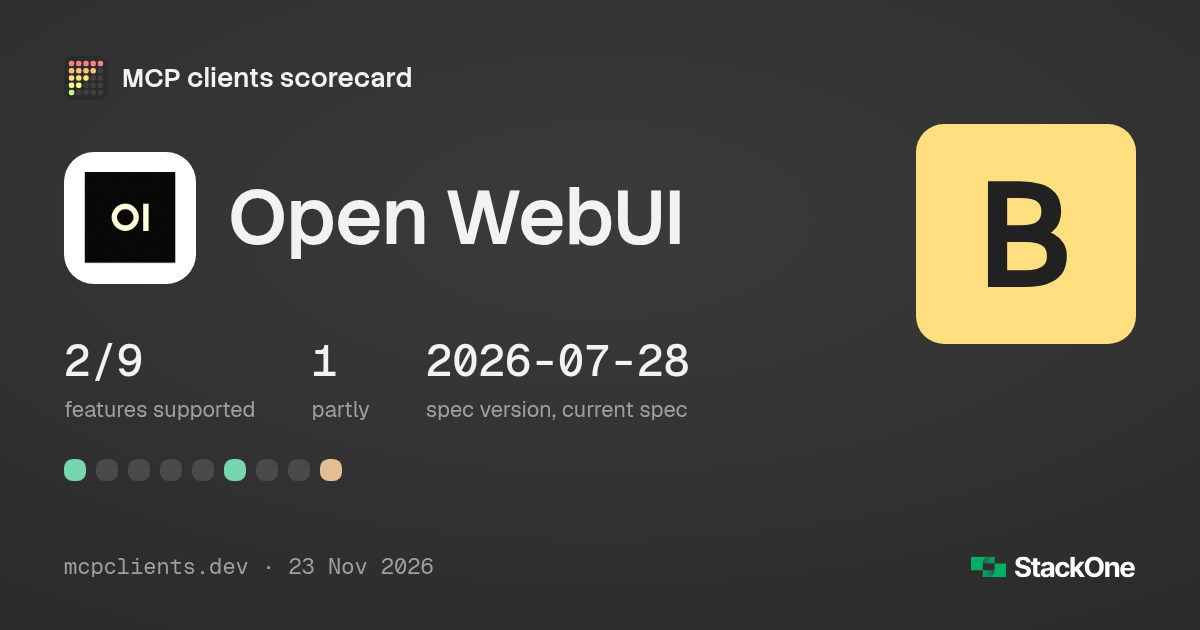 MCP clients scorecard
OI
Open WebUI
B
2/9
features supported
1
partly
2026-07-28
spec version, current spec
mcpclients.dev · 23 Nov 2026
StackOne